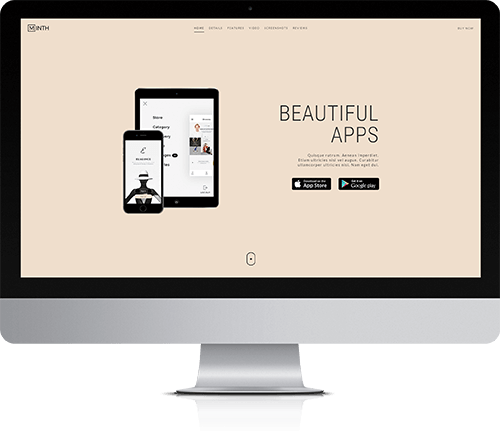 MINTH
HOME DETAILS FEATURES VIDEO SCREENSHOTS REVIEWS
BUY NOW
BEAUTIFUL
APPS
Quisque rutrum. Aenean imperdiet.
Etiam ultricies nisi vel augue. Curabitur
ullamcorper ultricies nisi. Nam eget dui.
Download on the
App Store
Get it on
Google play
Store
Category